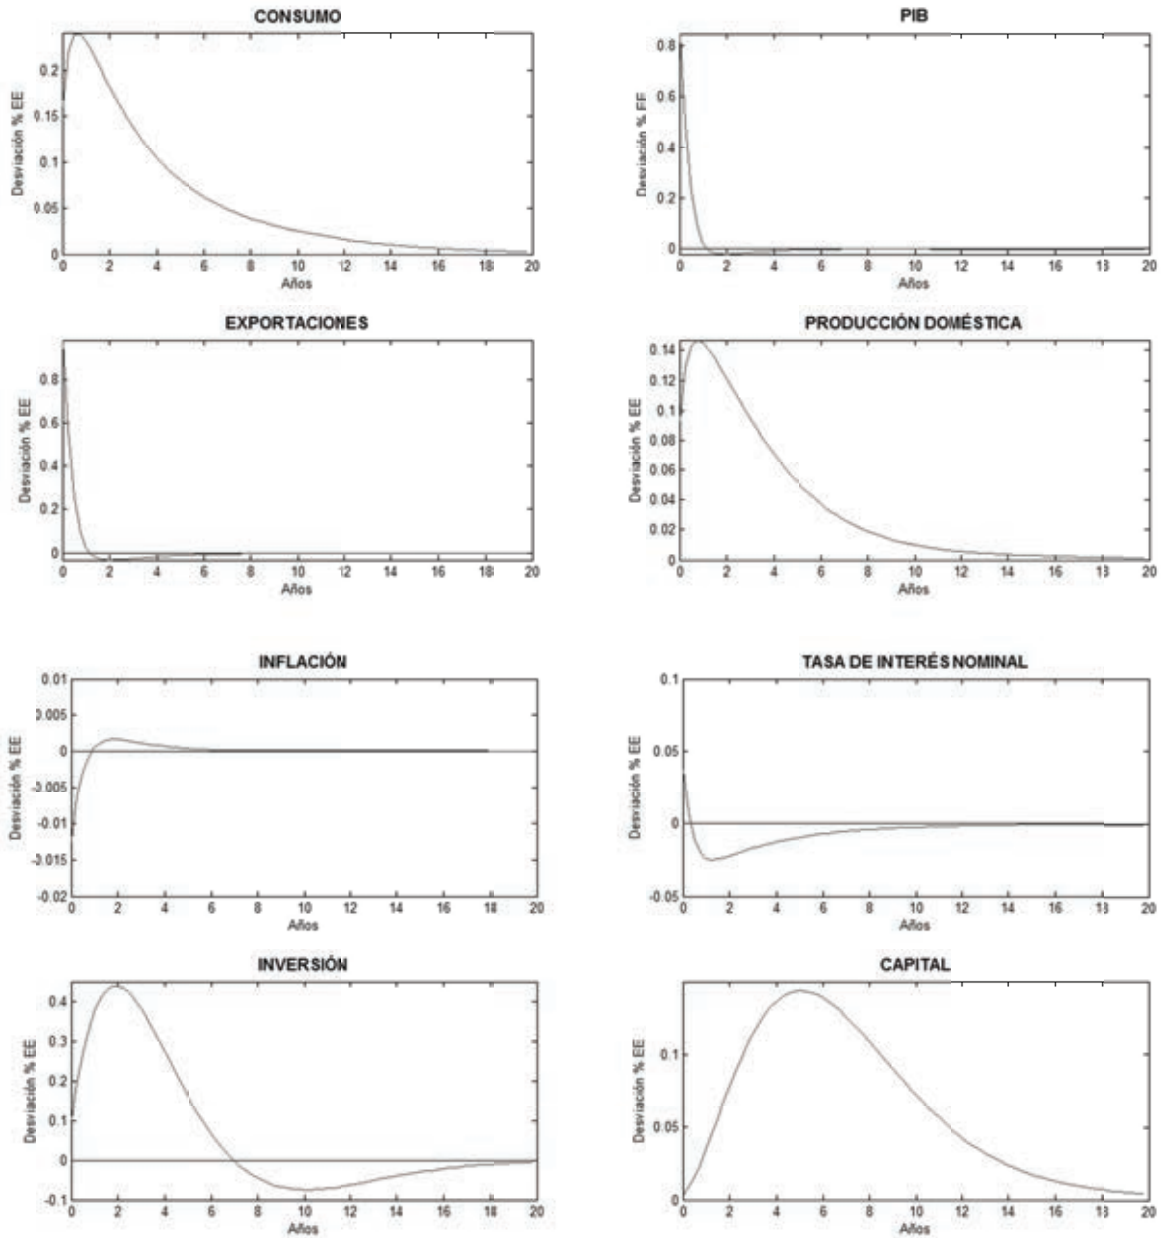 CONSUMO
0.2
0.15
0.1
0.05
0
Desviación % EE
0 2 4 6 8 10 12 14 16 18 20
Años
PIB
0.8
0.6
0.4
0.2
0
Desviación % EE
0 2 4 6 8 10 12 14 16 18 20
Años
EXPORTACIONES
0.8
0.6
0.4
0.2
0
Desviación % EE
0 2 4 6 8 10 12 14 16 18 20
Años
PRODUCCIÓN DOMÉSTICA
0.14
0.12
0.1
0.08
0.06
0.04
0.02
0
Desviación % EE
0 2 4 6 8 10 12 14 16 18 20
Años
INFLACIÓN
0.01
0.005
0
-0.005
-0.01
-0.015
-0.02
Desviación % EE
0 2 4 6 8 10 12 14 16 18 20
Años
TASA DE INTERÉS NOMINAL
0.1
0.05
0
-0.05
Desviación % EE
0 2 4 6 8 10 12 14 16 18 20
Años
INVERSIÓN
0.4
0.3
0.2
0.1
0
-0.1
Desviación % EE
0 2 4 6 8 10 12 14 16 18 20
Años
CAPITAL
0.1
0.05
0
Desviación % EE
0 2 4 6 8 10 12 14 16 18 20
Años